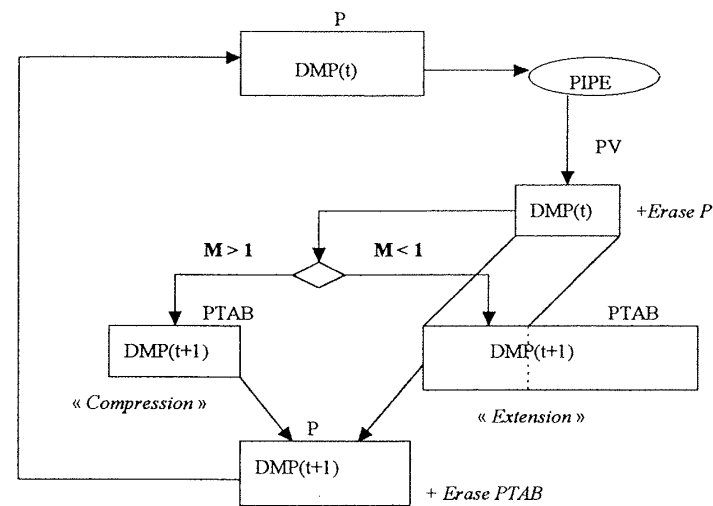 P
DMP(t)
PIPE
PV
DMP(t)
+Erase P
M > 1
M < 1
PTAB
PTAB
DMP(t+1)
DMP(t+1)
« Compression »
« Extension »
P
DMP(t+1)
+ Erase PTAB